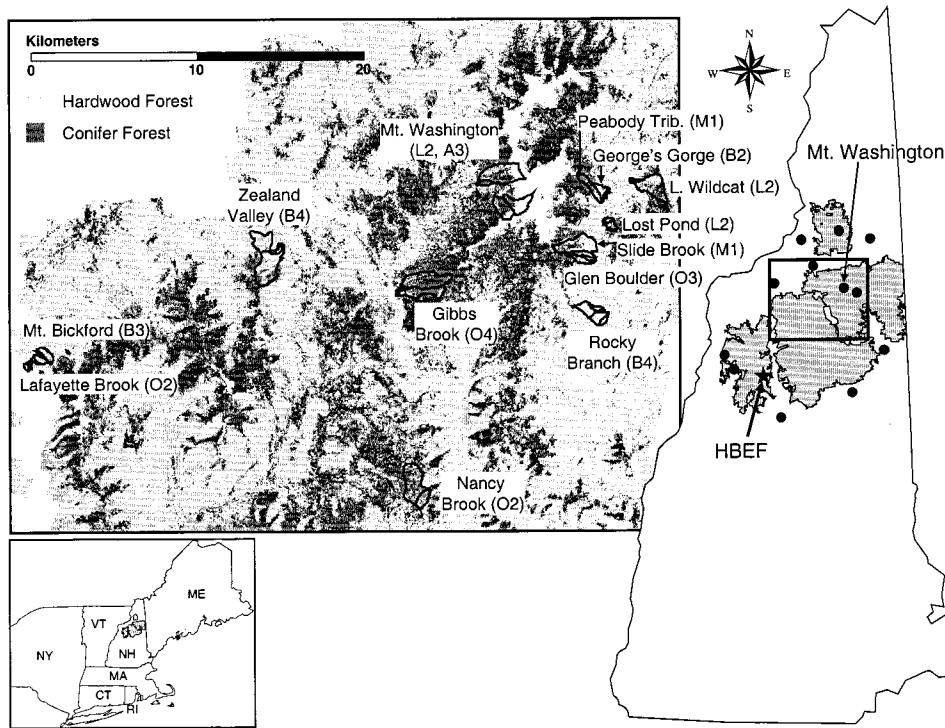 Kilometers
0 10 20
Hardwood Forest
Conifer Forest
Mt. Washington
(L2, A3)
Peabody Trib. (M1)
George's Gorge (B2)
L. Wildcat (L2)
Zealand
Valley (B4)
Lost Pond (L2)
Slide Brook (M1)
Glen Boulder (O3)
Gibbs
Brook (O4)
Rocky
Branch (B4)
Mt. Bickford (B3)
Lafayette Brook (O2)
Nancy
Brook (O2)
N
W E
S
Mt. Washington
HBEF
ME
VT
NY
NH
MA
CT
RI